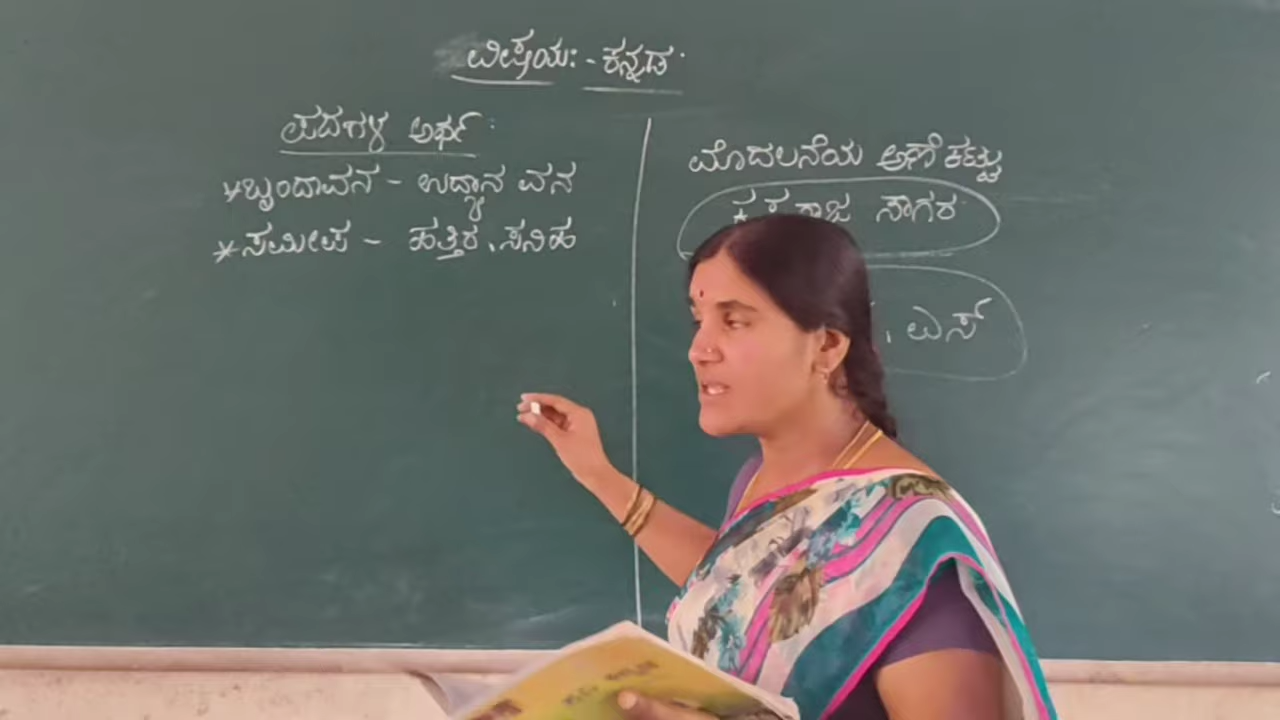 ವಿಷಯ: - ಕನ್ನಡ
ಪದಗಳ ಅರ್ಥ :
* ಬೃಂದಾವನ - ಉದ್ಯಾನ ವನ
* ಸಮೀಪ - ಹತ್ತಿರ, ಸನಿಹ
ಮೊದಲನೆಯ ಅಣೆಕಟ್ಟು
ಸಾಗರ
. ಎಸ್